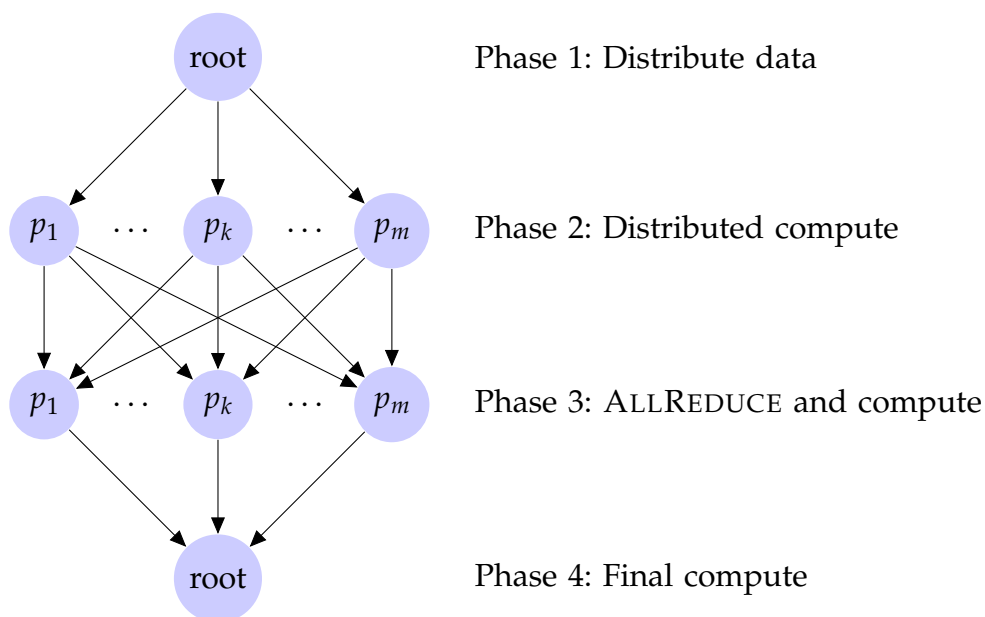 root Phase 1: Distribute data
p₁ ··· pₖ ··· pₘ Phase 2: Distributed compute
p₁ ··· pₖ ··· pₘ Phase 3: ALLREDUCE and compute
root Phase 4: Final compute